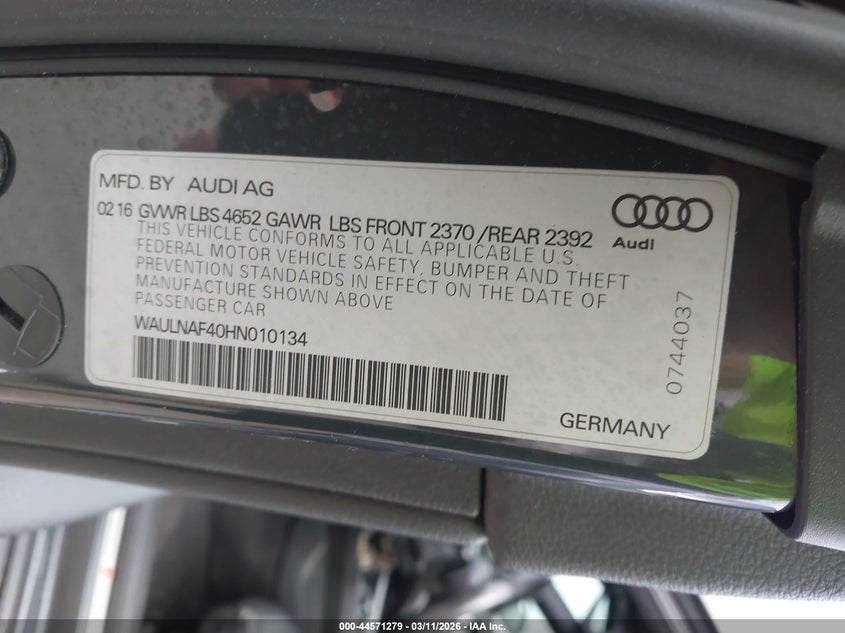 MFD. BY AUDI AG
02 16 GVWR LBS 4652 GAWR LBS FRONT 2370 /REAR 2392
THIS VEHICLE CONFORMS TO ALL APPLICABLE U.S.
FEDERAL MOTOR VEHICLE SAFETY, BUMPER AND THEFT
PREVENTION STANDARDS IN EFFECT ON THE DATE OF
MANUFACTURE SHOWN ABOVE
PASSENGER CAR
WAULNAF40HN010134
Audi
0744037
GERMANY
000-44571279 - 03/11/2026 - IAA Inc.